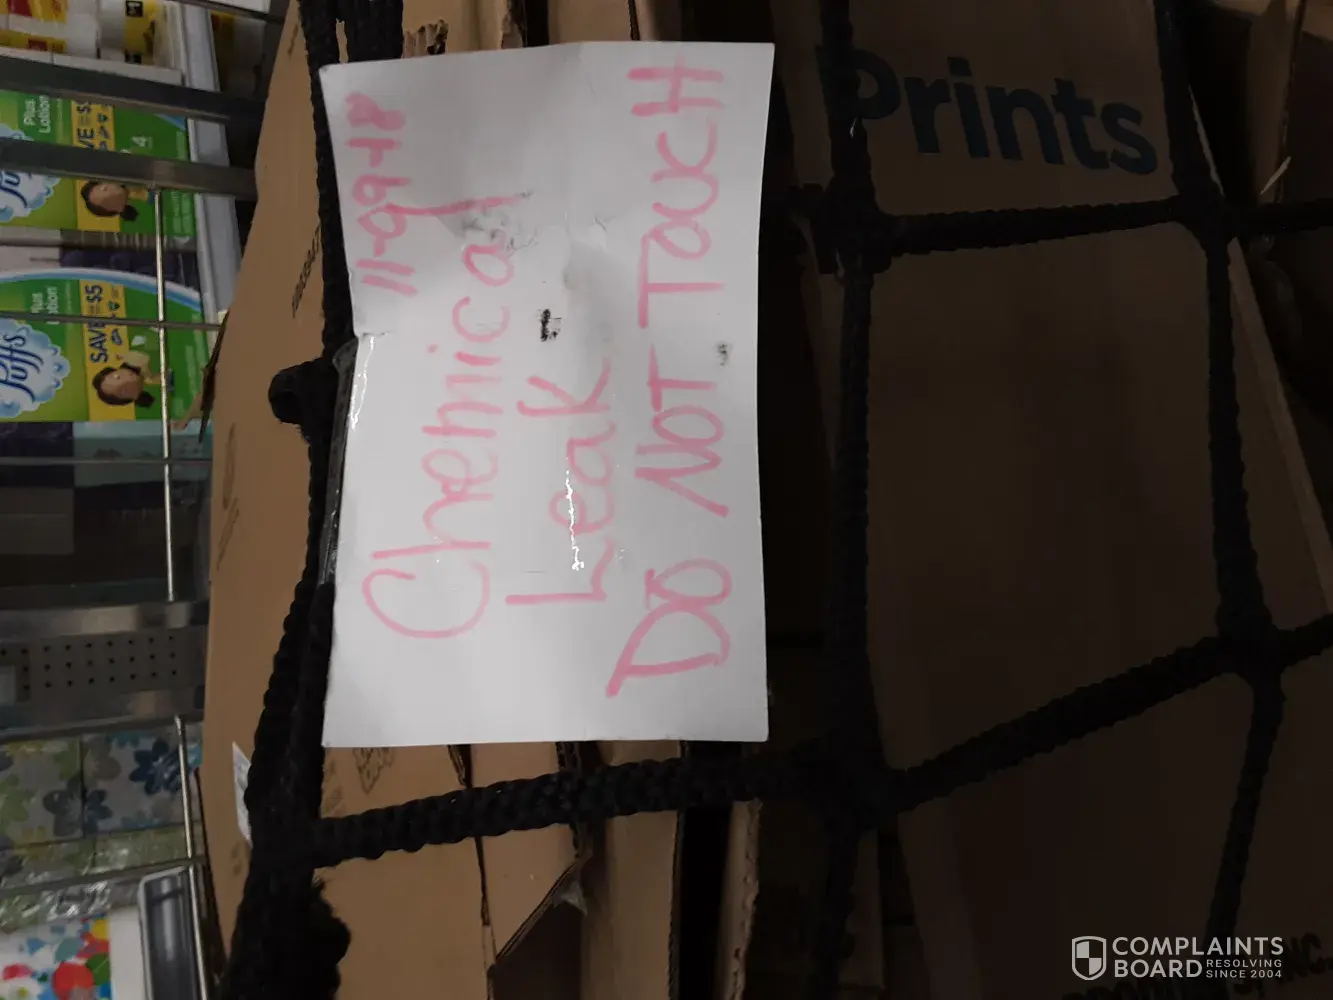 11-09-18
Chemical
Leak
DO NOT TOUCH
Prints
Puffs
Plus
Lotion
SAVE=$5
Puffs
Plus
Lotion
COMPLAINTS
BOARD RESOLVING
SINCE 2004